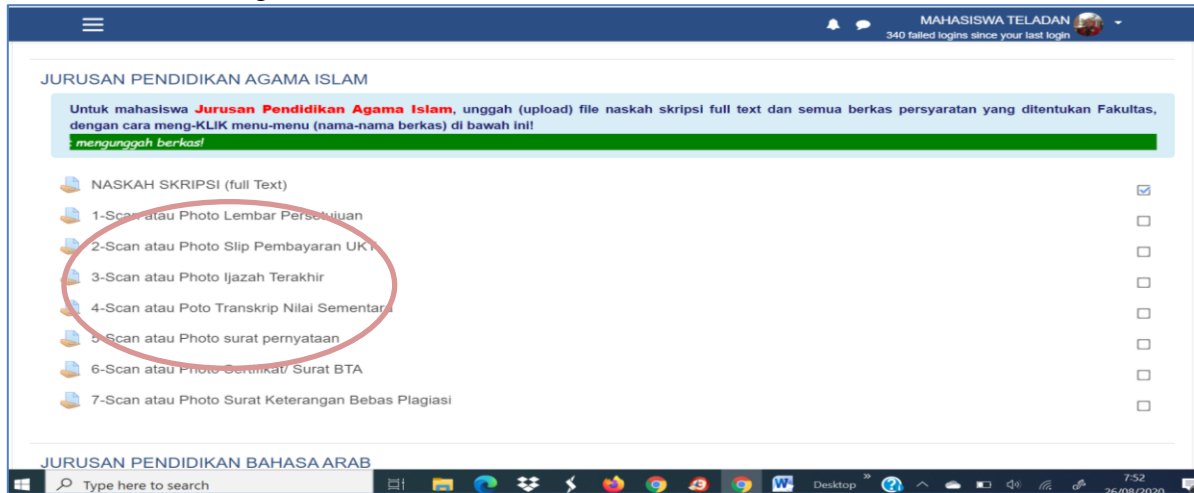 MAHASISWA TELADAN
340 failed logins since your last login
JURUSAN PENDIDIKAN AGAMA ISLAM
Untuk mahasiswa Jurusan Pendidikan Agama Islam, unggah (upload) file naskah skripsi full text dan semua berkas persyaratan yang ditentukan Fakultas,
dengan cara meng-KLIK menu-menu (nama-nama berkas) di bawah ini!
mengunggah berkas!
NASKAH SKRIPSI (full Text)
1-Scan atau Photo Lembar Persetujuan
2-Scan atau Photo Slip Pembayaran UKT
3-Scan atau Photo Ijazah Terakhir
4-Scan atau Poto Transkrip Nilai Sementara
5-Scan atau Photo surat pernyataan
6-Scan atau Photo Sertifikat/ Surat BTA
7-Scan atau Photo Surat Keterangan Bebas Plagiasi
JURUSAN PENDIDIKAN BAHASA ARAB
Type here to search
Desktop
7:52
26/08/2020